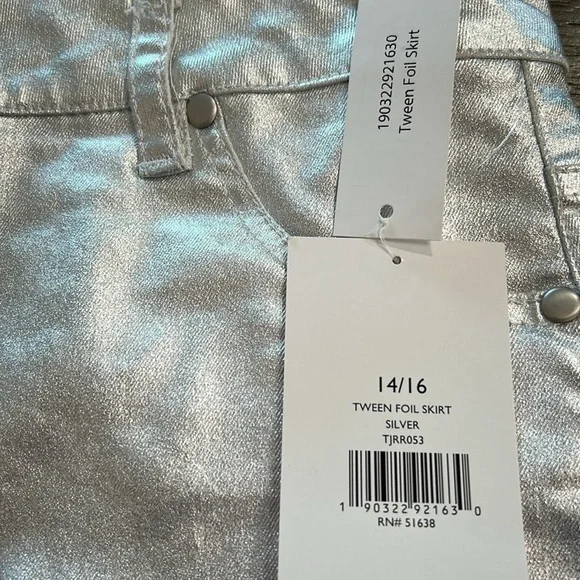 190322921630
Tween Foil Skirt
14/16
TWEEN FOIL SKIRT
SILVER
TJRR053
1 90322 92163 0
RN# 51638